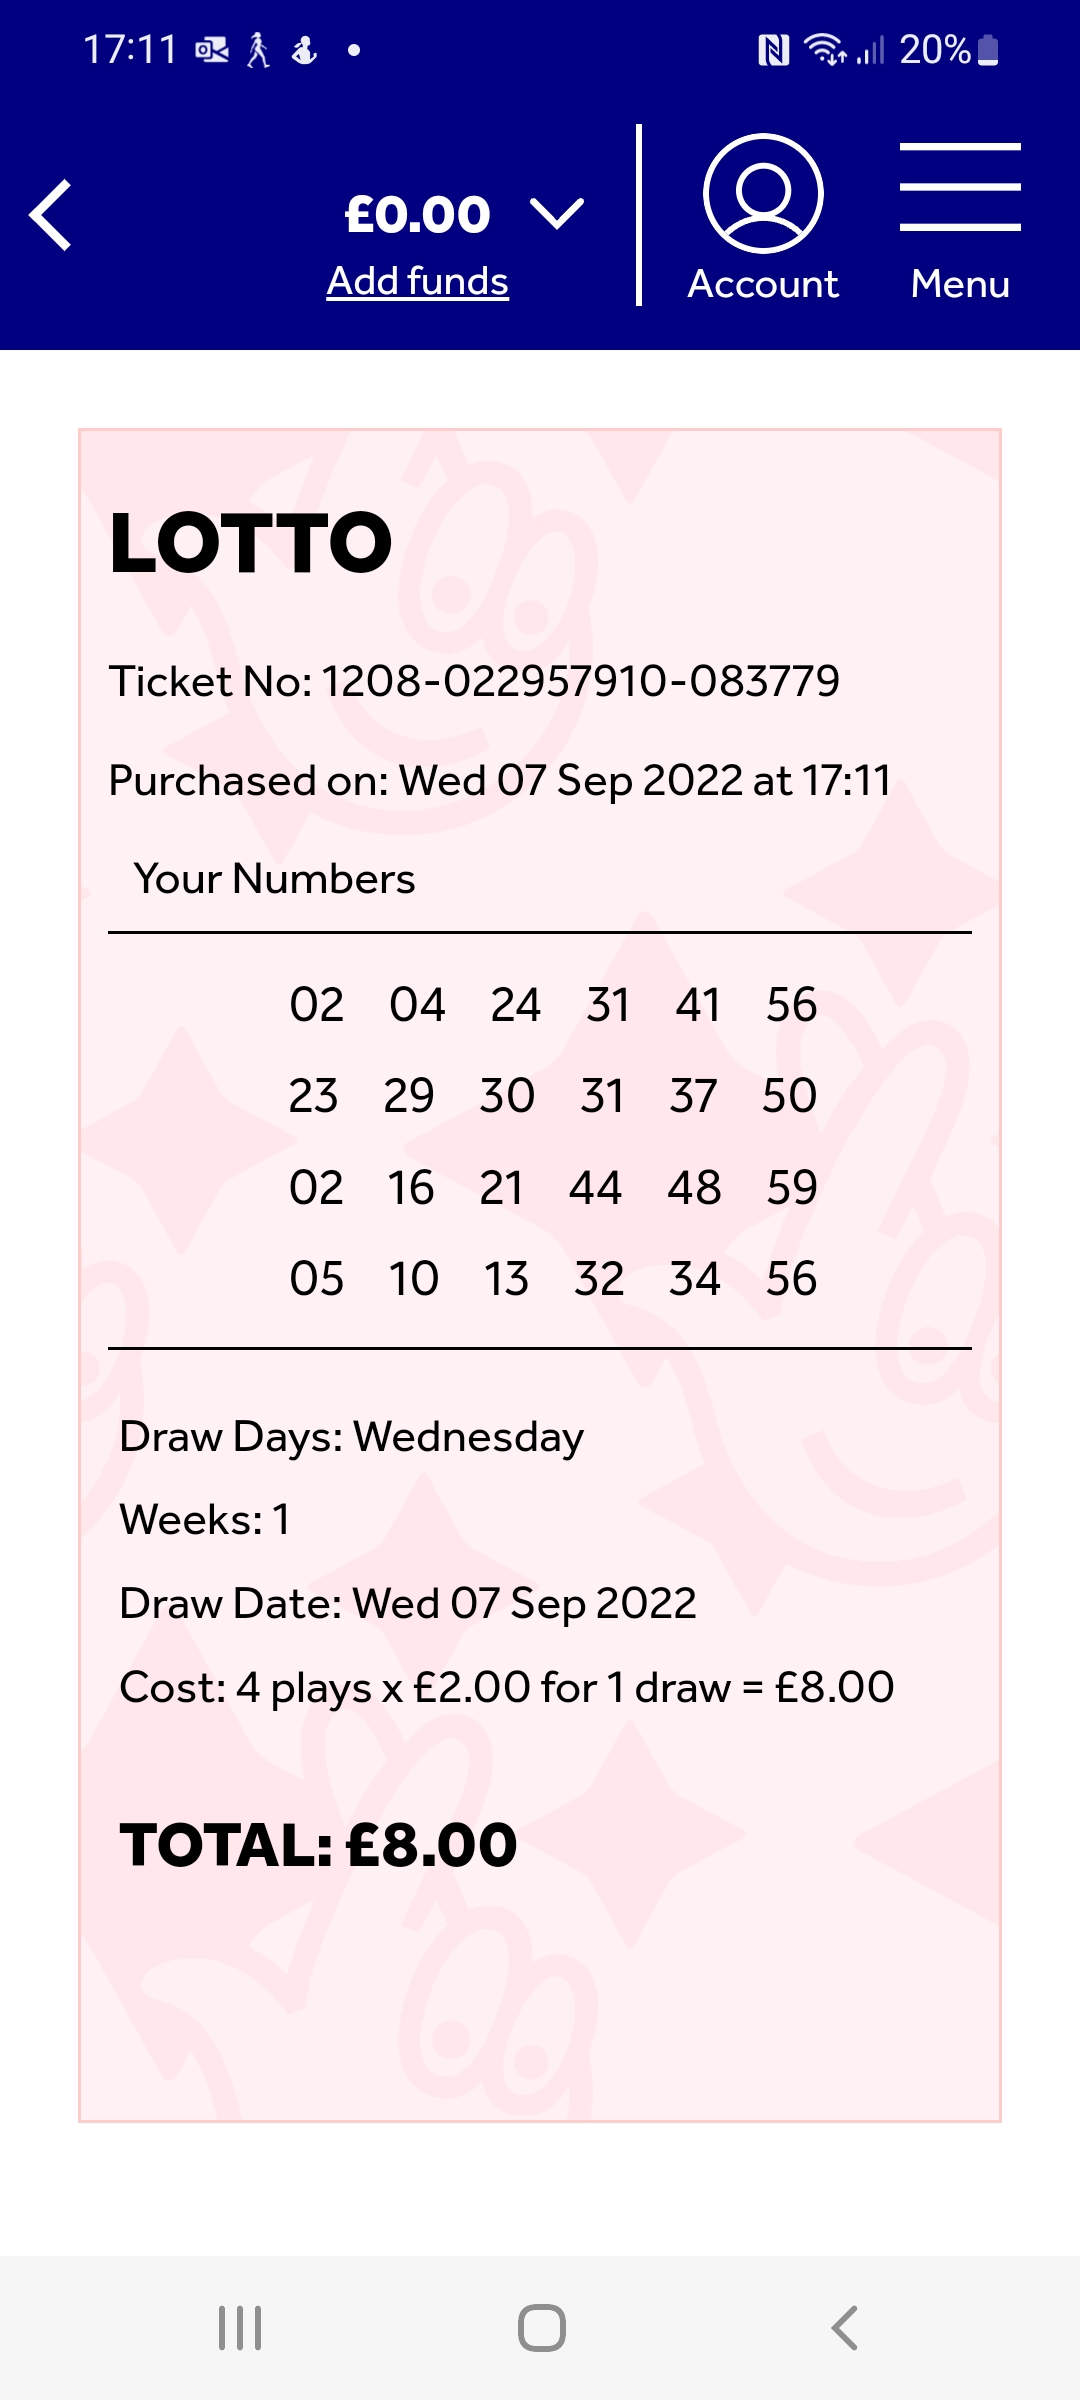 17:11 20%
£0.00
Add funds
Account
Menu
LOTTO
Ticket No: 1208-022957910-083779
Purchased on: Wed 07 Sep 2022 at 17:11
Your Numbers
02 04 24 31 41 56
23 29 30 31 37 50
02 16 21 44 48 59
05 10 13 32 34 56
Draw Days: Wednesday
Weeks: 1
Draw Date: Wed 07 Sep 2022
Cost: 4 plays x £2.00 for 1 draw = £8.00
TOTAL: £8.00